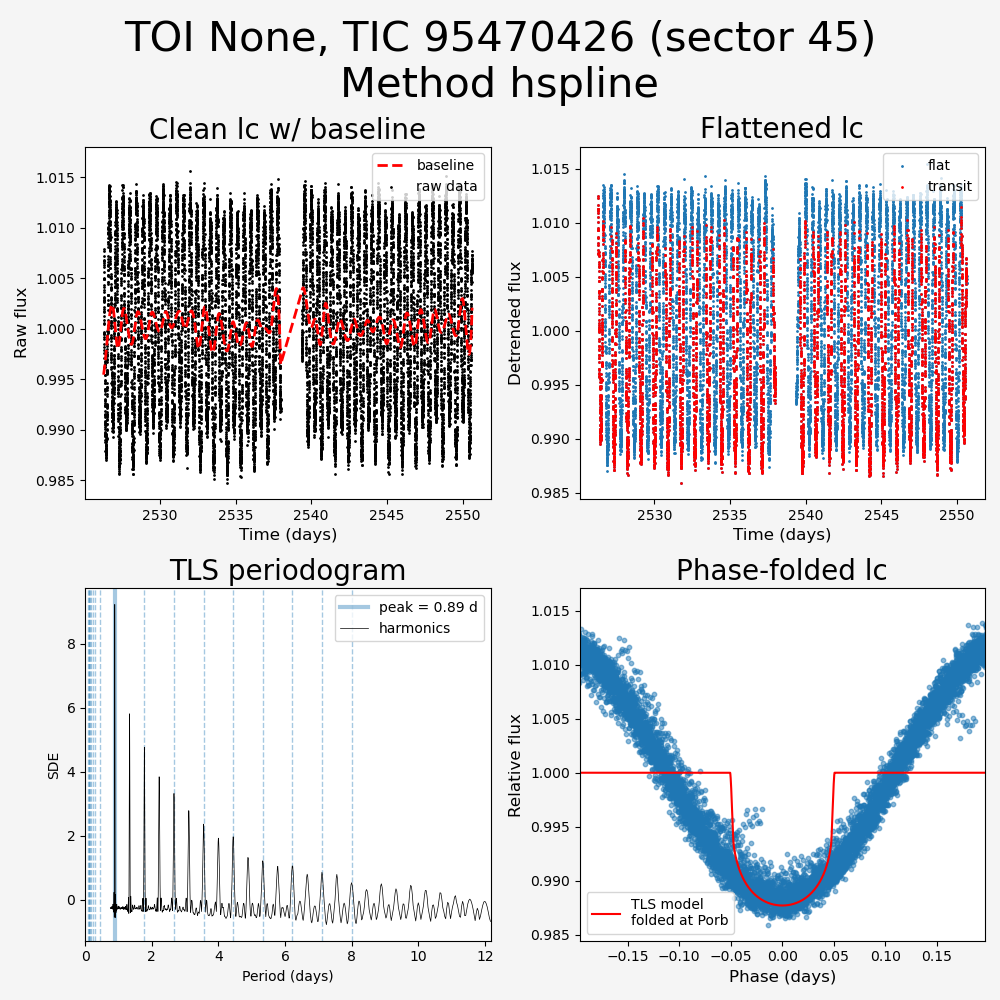 TOI None, TIC 95470426 (sector 45)
Method hspline
Clean lc w/ baseline
Flattened lc
baseline
raw data
flat
transit
1.015
1.010
1.005
1.000
0.995
0.990
0.985
Raw flux
2530
2535
2540
2545
2550
Time (days)
1.015
1.010
1.005
1.000
0.995
0.990
0.985
Detrended flux
2530
2535
2540
2545
2550
Time (days)
TLS periodogram
Phase-folded lc
peak = 0.89 d
harmonics
8
6
4
2
0
SDE
0
2
4
6
8
10
12
Period (days)
1.015
1.010
1.005
1.000
0.995
0.990
0.985
Relative flux
TLS model
folded at Porb
−0.15
−0.10
−0.05
0.00
0.05
0.10
0.15
Phase (days)